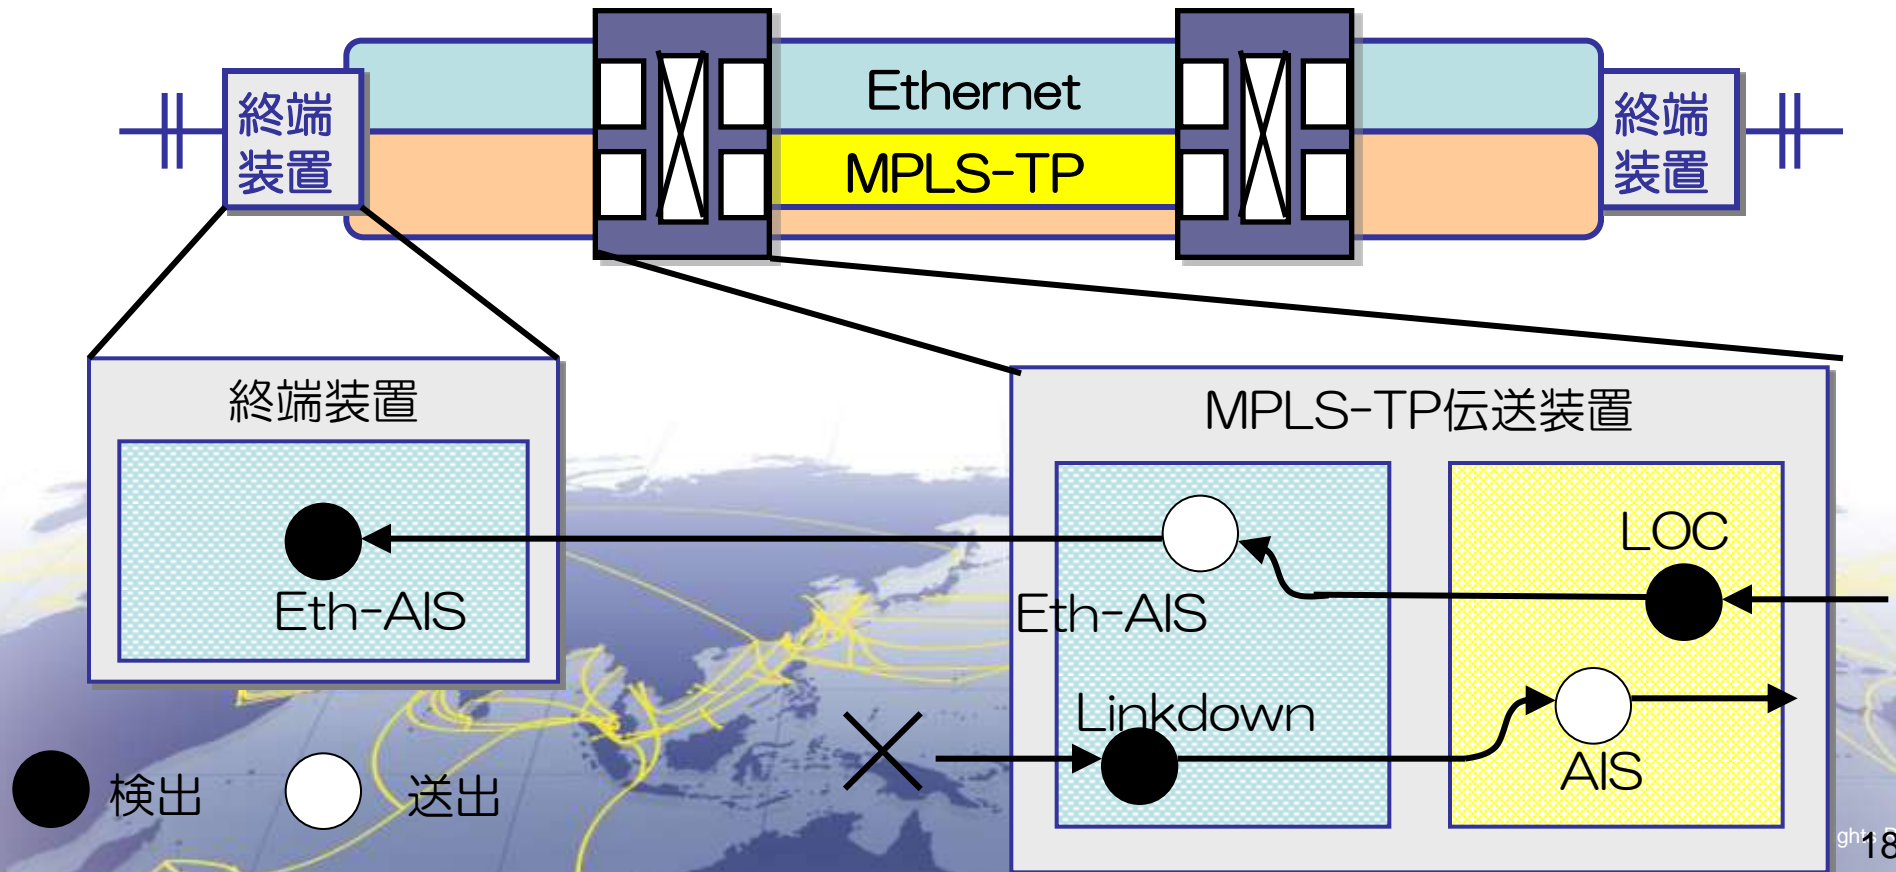 Ethernet
終端
装置
終端
装置
MPLS-TP
終端装置
MPLS-TP伝送装置
LOC
Eth-AIS
Eth-AIS
Linkdown
AIS
検出
送出
ghts
18